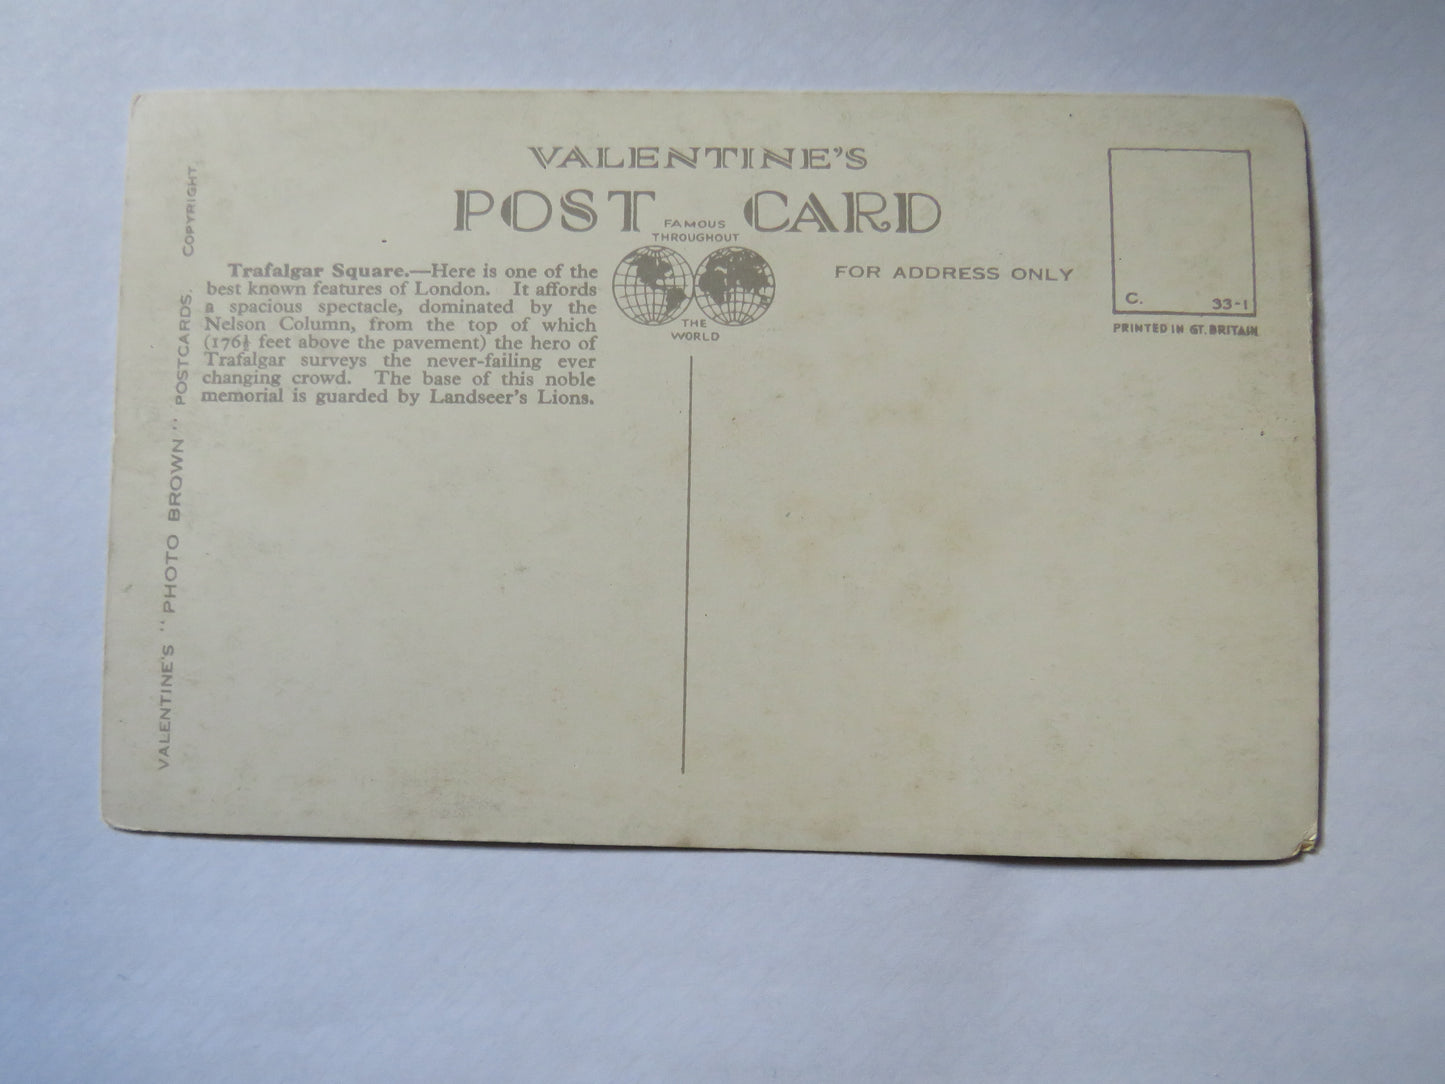 VALENTINE'S
POST CARD
FAMOUS
THROUGHOUT
THE
WORLD
FOR ADDRESS ONLY
C. 33-1
PRINTED IN GT. BRITAIN
Trafalgar Square.—Here is one of the
best known features of London. It affords
a spacious spectacle, dominated by the
Nelson Column, from the top of which
(176½ feet above the pavement) the hero of
Trafalgar surveys the never-failing ever
changing crowd. The base of this noble
memorial is guarded by Landseer's Lions.
VALENTINE'S "PHOTO BROWN" POSTCARDS. COPYRIGHT.